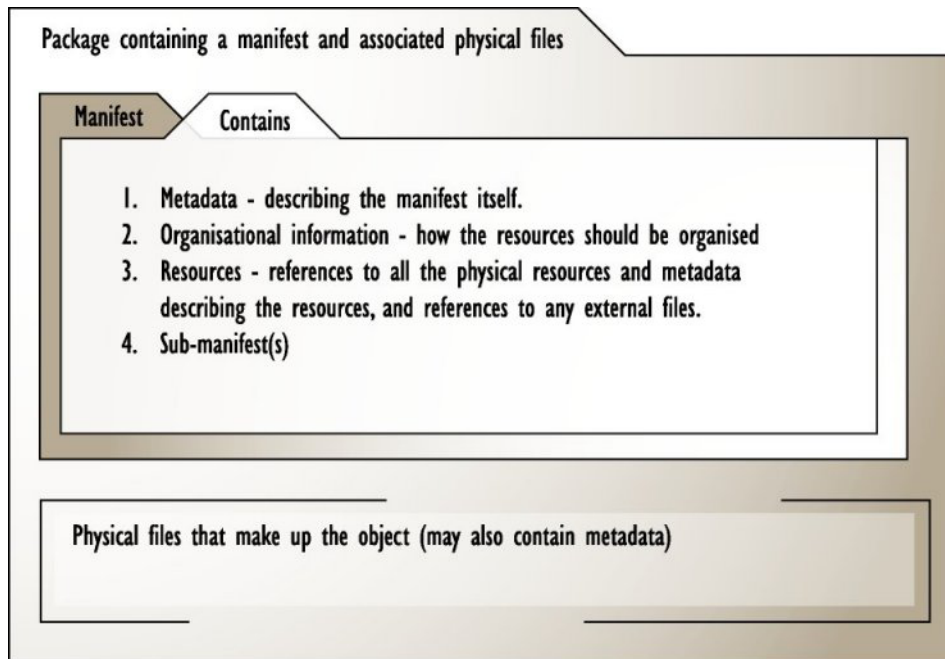 Package containing a manifest and associated physical files
Manifest
Contains
1. Metadata - describing the manifest itself.
2. Organisational information - how the resources should be organised
3. Resources - references to all the physical resources and metadata
describing the resources, and references to any external files.
4. Sub-manifest(s)
Physical files that make up the object (may also contain metadata)